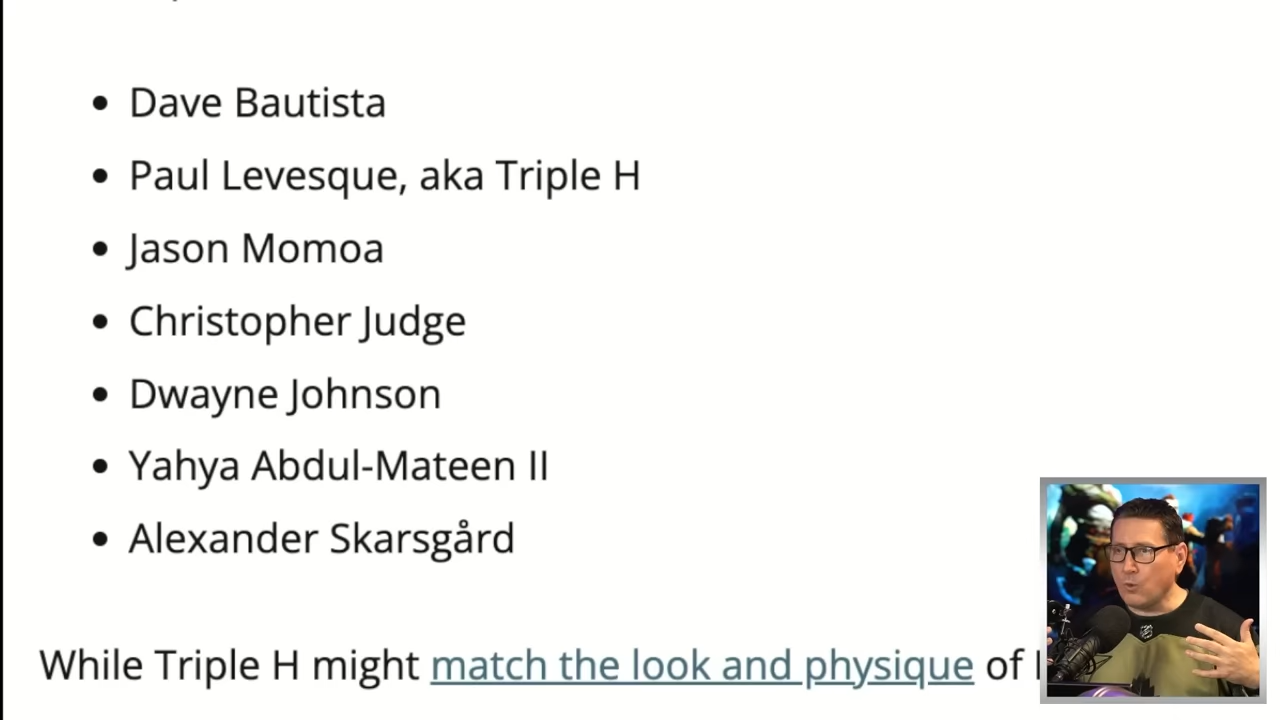 Dave Bautista
Paul Levesque, aka Triple H
Jason Momoa
Christopher Judge
Dwayne Johnson
Yahya Abdul-Mateen II
Alexander Skarsgård
While Triple H might match the look and physique of